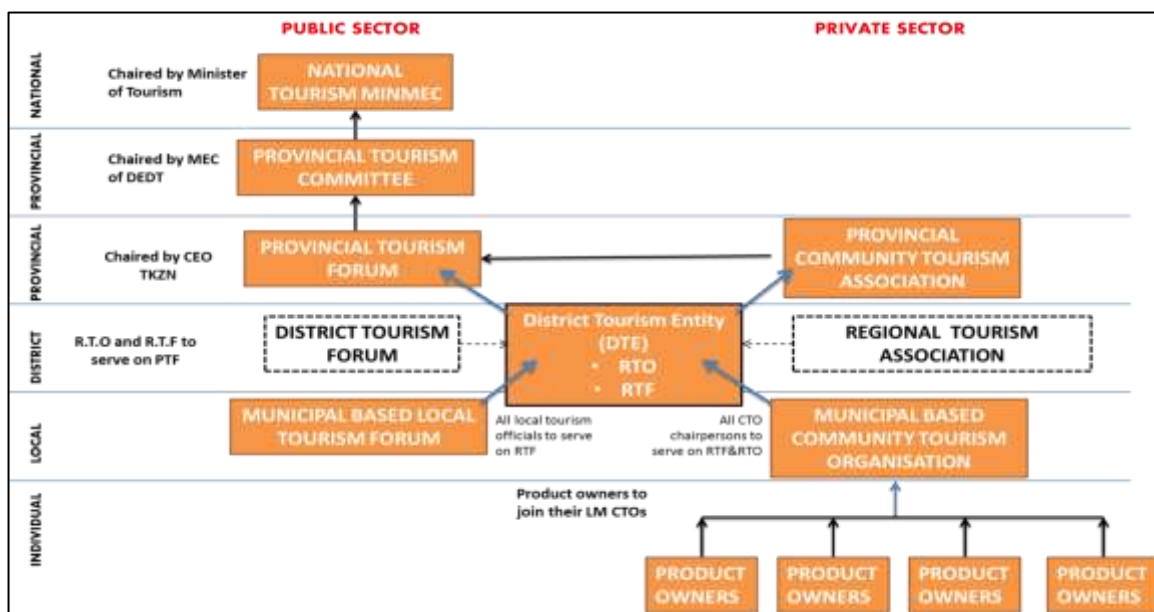 PUBLIC SECTOR
PRIVATE SECTOR
NATIONAL
Chaired by Minister
of Tourism
NATIONAL
TOURISM MINMEC
PROVINCIAL
Chaired by MEC
of DEDT
PROVINCIAL TOURISM
COMMITTEE
PROVINCIAL
Chaired by CEO
TKZN
PROVINCIAL TOURISM
FORUM
PROVINCIAL
COMMUNITY TOURISM
ASSOCIATION
DISTRICT
R.T.O and R.T.F to
serve on PTF
DISTRICT TOURISM
FORUM
District Tourism Entity
(DTE)
• RTO
• RTF
REGIONAL TOURISM
ASSOCIATION
LOCAL
MUNICIPAL BASED LOCAL
TOURISM FORUM
All local tourism
officials to serve
on RTF
All CTO
chairpersons to
serve on RTF&RTO
MUNICIPAL BASED
COMMUNITY TOURISM
ORGANISATION
INDIVIDUAL
Product owners to
join their LM CTOs
PRODUCT
OWNERS
PRODUCT
OWNERS
PRODUCT
OWNERS
PRODUCT
OWNERS